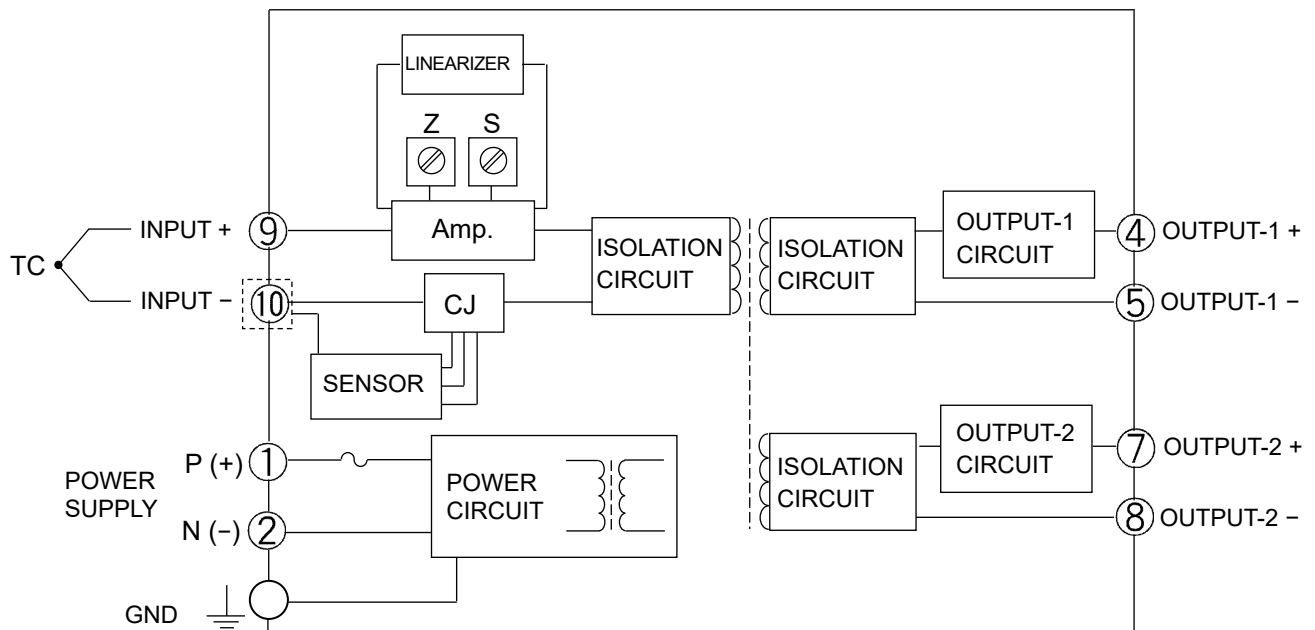 LINEARIZER
Z
S
INPUT +
9
Amp.
TC
INPUT −
10
CJ
SENSOR
ISOLATION
CIRCUIT
ISOLATION
CIRCUIT
OUTPUT-1
CIRCUIT
4
OUTPUT-1 +
5
OUTPUT-1 −
POWER
SUPPLY
P (+)
1
N (−)
2
GND
POWER
CIRCUIT
ISOLATION
CIRCUIT
OUTPUT-2
CIRCUIT
7
OUTPUT-2 +
8
OUTPUT-2 −